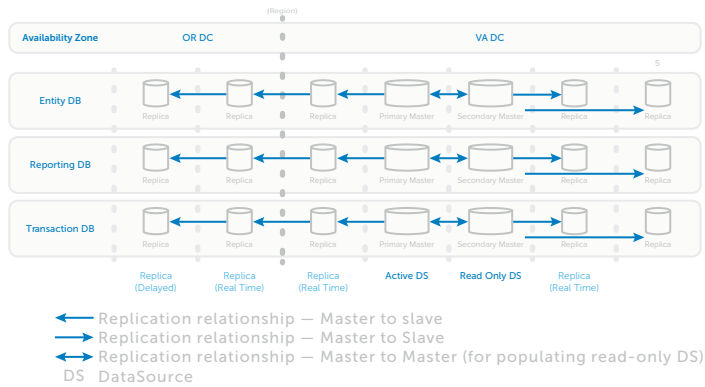 (Region)
Availability Zone OR DC VA DC
5
Entity DB
Replica Replica Replica Primary Master Secondary Master Replica Replica
Reporting DB
Replica Replica Replica Primary Master Secondary Master Replica Replica
Transaction DB
Replica Replica Replica Primary Master Secondary Master Replica Replica
Replica Replica Replica Active DS Read Only DS Replica
(Delayed) (Real Time) (Real Time) (Real Time)
Replication relationship — Master to slave
Replication relationship — Master to Slave
Replication relationship — Master to Master (for populating read-only DS)
DS DataSource